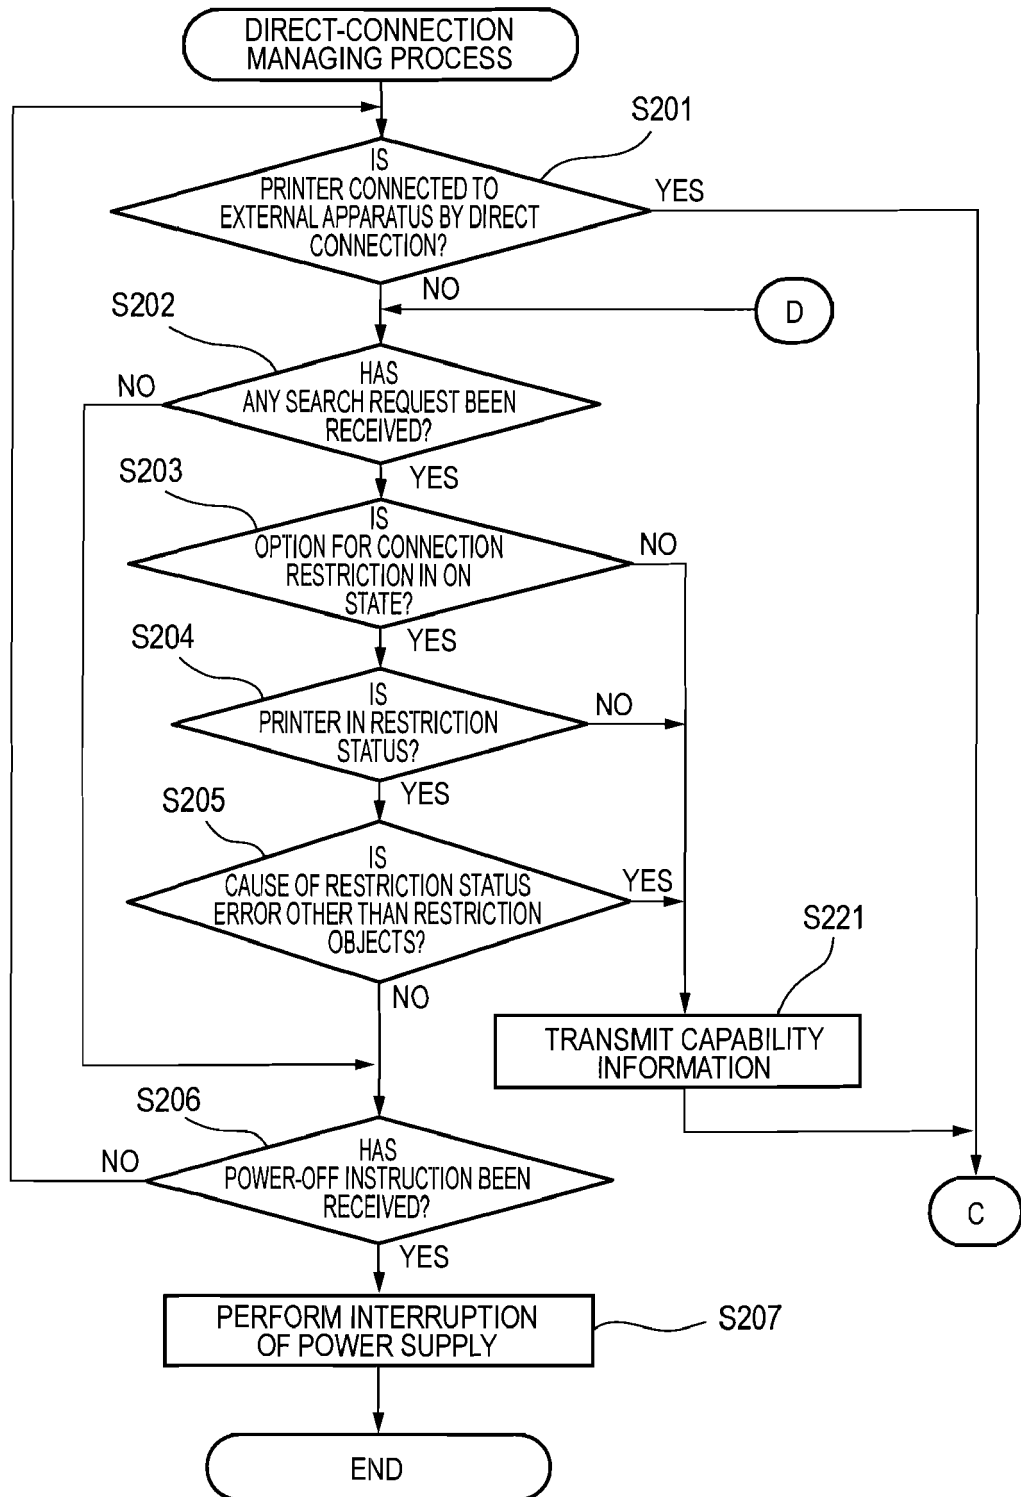 DIRECT-CONNECTION
MANAGING PROCESS
S201
IS
PRINTER CONNECTED TO
EXTERNAL APPARATUS BY DIRECT
CONNECTION?
YES
NO
D
S202
HAS
ANY SEARCH REQUEST BEEN
RECEIVED?
NO
YES
S203
IS
OPTION FOR CONNECTION
RESTRICTION IN ON
STATE?
NO
YES
S204
IS
PRINTER IN RESTRICTION
STATUS?
NO
YES
S205
IS
CAUSE OF RESTRICTION STATUS
ERROR OTHER THAN RESTRICTION
OBJECTS?
YES
NO
S221
TRANSMIT CAPABILITY
INFORMATION
S206
HAS
POWER-OFF INSTRUCTION BEEN
RECEIVED?
NO
YES
C
PERFORM INTERRUPTION
OF POWER SUPPLY
S207
END